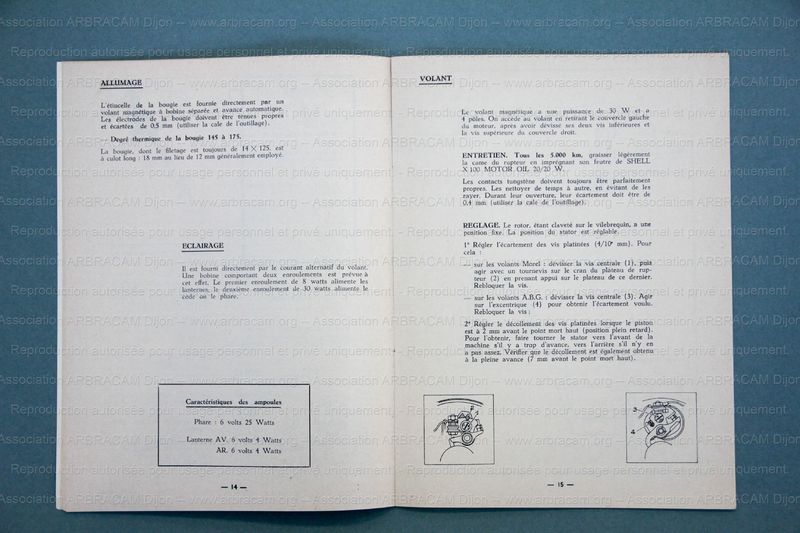 ALLUMAGE
L'étincelle de la bougie est fournie directement par un
volant magnétique à bobine séparée et avance automatique.
Les électrodes de la bougie doivent être tenues propres
et écartées de 0,5 mm (utiliser la cale de l'outillage).
— Degré thermique de la bougie 145 à 175.
La bougie, dont le filetage est toujours de 14 X 125, est
à culot long : 18 mm au lieu de 12 mm généralement employé.
ECLAIRAGE
Il est fourni directement par le courant alternatif du volant.
Une bobine comportant deux enroulements est prévue à
cet effet. Le premier enroulement de 8 watts alimente les
lanternes, le deuxième enroulement de 30 watts alimente le
code ou le phare.
Caractéristiques des ampoules
Phare : 6 volts 25 Watts
Lanterne AV. 6 volts 4 Watts
AR. 6 volts 4 Watts
— 14 —
VOLANT
Le volant magnétique a une puissance de 30 W et a
4 pôles. On accède au volant en retirant le couvercle gauche
du moteur, après avoir dévissé ses deux vis inférieures et
la vis supérieure du couvercle droit.
ENTRETIEN. Tous les 5.000 km, graisser légèrement
la came du rupteur en imprégnant son feutre de SHELL
X 100 MOTOR OIL 20/20 W.
Les contacts tungstène doivent toujours être parfaitement
propres. Les nettoyer de temps à autre, en évitant de les
rayer. Durant leur ouverture, leur écartement doit être de
0,4 mm (utiliser la cale de l'outillage).
REGLAGE. Le rotor, étant claveté sur le vilebrequin, a une
position fixe. La position du stator est réglable.
1° Régler l'écartement des vis platinées (4/10e mm). Pour
cela :
— sur les volants Morel : dévisser la vis centrale (1), puis
agir avec un tournevis sur le cran du plateau de rup-
teur (2) en prenant appui sur le plateau de ce dernier.
Rebloquer la vis.
— sur les volants A.B.G. : dévisser la vis centrale (3). Agir
sur l'excentrique (4) pour obtenir l'écartement voulu.
Rebloquer la vis.
2° Régler le décollement des vis platinées lorsque le piston
est à 2 mm avant le point mort haut (position plein retard).
Pour l'obtenir, faire tourner le stator vers l'avant de la
machine s'il y a trop d'avance, vers l'arrière s'il n'y en
a pas assez. Vérifier que le décollement est également obtenu
à la pleine avance (7 mm avant le point mort haut).
3
4
— 15 —
Association ARBRACAM Dijon -- www.arbracam.org -- Association ARBRACAM Dijon
Reproduction autorisée pour usage personnel et privé uniquement.